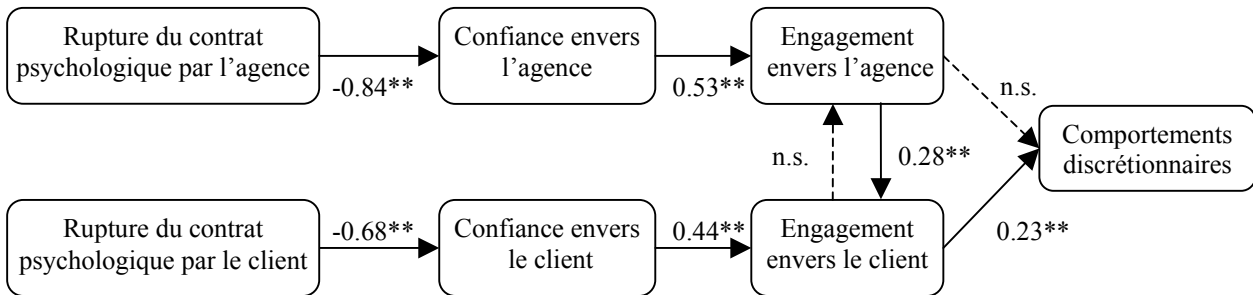 Rupture du contrat
psychologique par l’agence
-0.84**
Confiance envers
l’agence
0.53**
Engagement
envers l’agence
n.s.
n.s.
0.28**
Comportements
discrétionnaires
Rupture du contrat
psychologique par le client
-0.68**
Confiance envers
le client
0.44**
Engagement
envers le client
0.23**